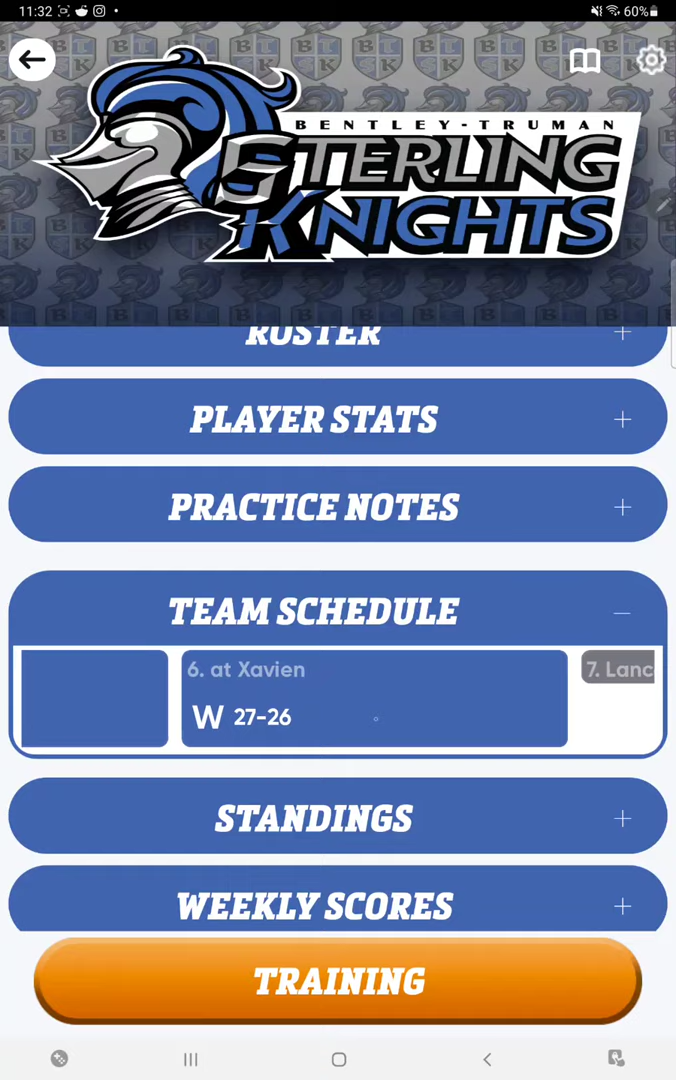 11:32
60%
BENTLEY-TRUMAN
STERLING
KNIGHTS
ROSTER
PLAYER STATS
PRACTICE NOTES
TEAM SCHEDULE
6. at Xavien
7. Lanc
W 27-26
STANDINGS
WEEKLY SCORES
TRAINING